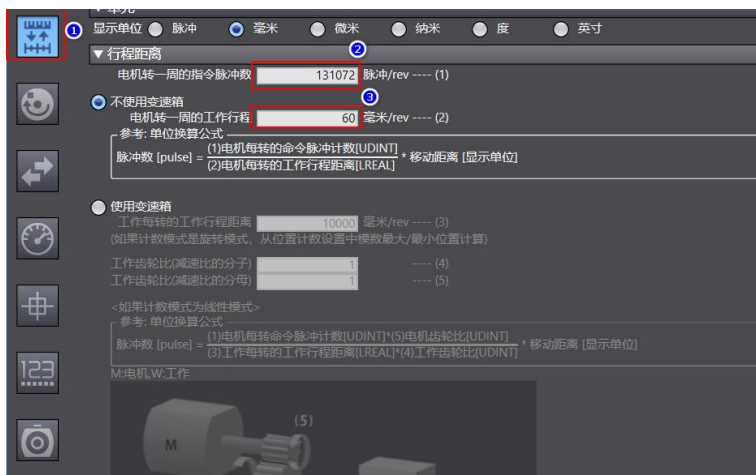 ▼ 单元
① 显示单位 脉冲 毫米 微米 纳米 度 英寸
▼ 行程距离 ②
电机转一周的指令脉冲数 131072 脉冲/rev ---- (1)
不使用变速箱 ③
电机转一周的工作行程 60 毫米/rev ---- (2)
参考: 单位换算公式
(1)电机每转的命令脉冲计数[UDINT]
脉冲数 [pulse] = * 移动距离 [显示单位]
(2)电机每转的工作行程距离[LREAL]
使用变速箱
工作每转的工作行程距离 10000 毫米/rev ---- (3)
(如果计数模式是旋转模式，从位置计数设置中模数最大/最小位置计算)
工作齿轮比(减速比的分子) 1 ---- (4)
工作齿轮比(减速比的分母) 1 ---- (5)
<如果计数模式为线性模式>
参考: 单位换算公式
(1)电机每转命令脉冲计数[UDINT]*(5)电机齿轮比[UDINT]
脉冲数 [pulse] = * 移动距离 [显示单位]
(3)工作每转的工作行程距离[LREAL]*(4)工作齿轮比[UDINT]
123
M:电机,W:工作
(5)
M